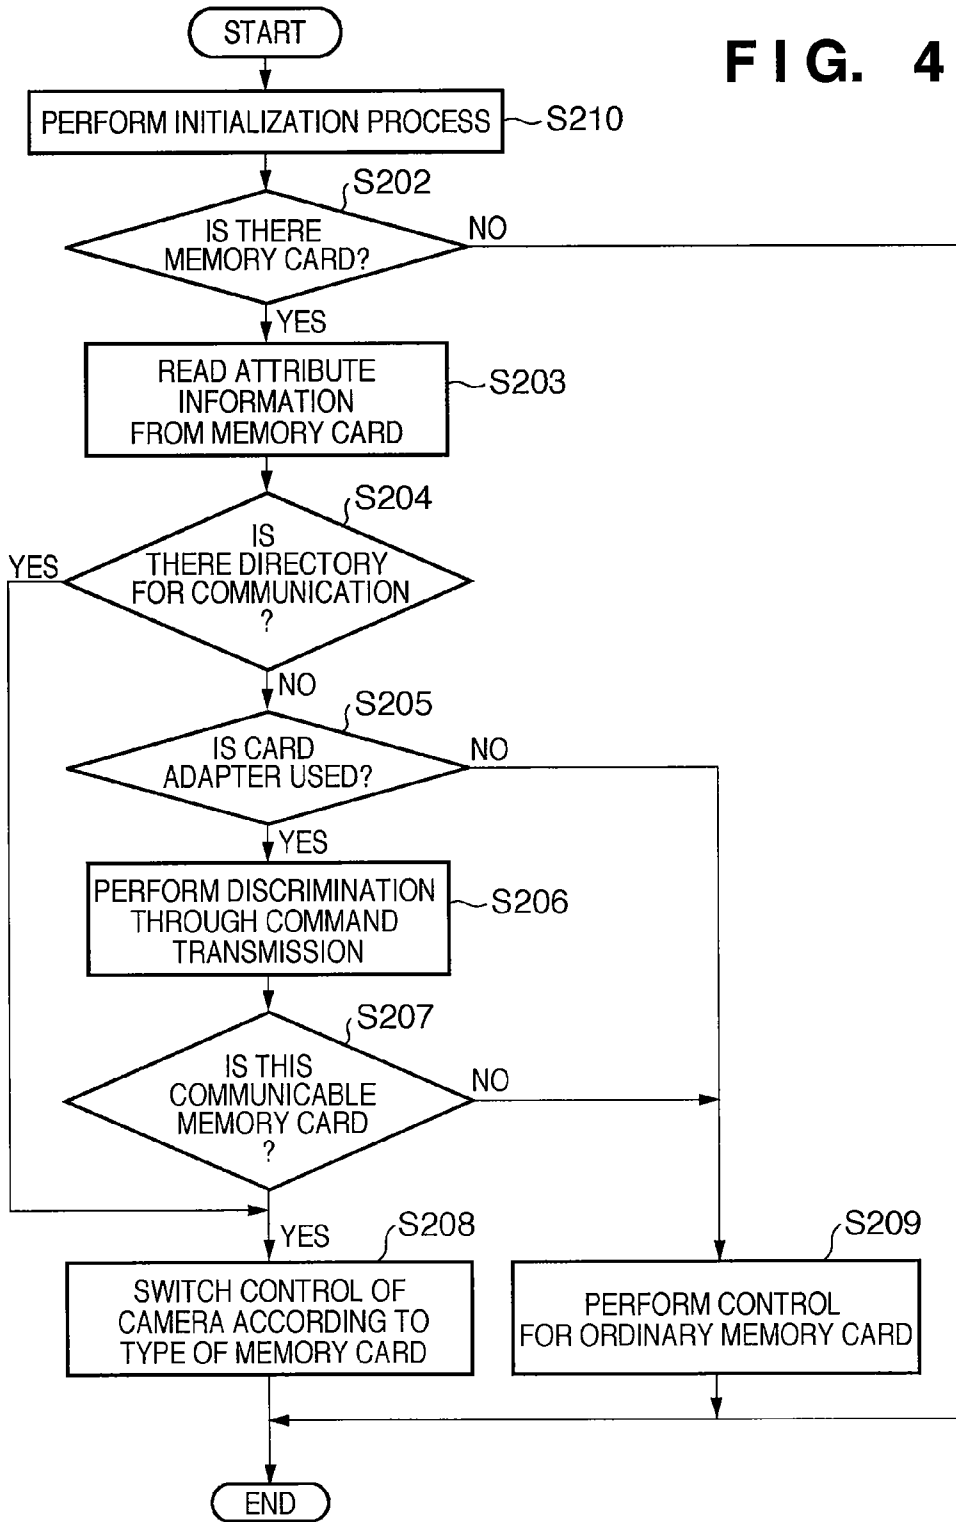 START
FIG. 4
PERFORM INITIALIZATION PROCESS
S210
S202
IS THERE
MEMORY CARD?
NO
YES
READ ATTRIBUTE
INFORMATION
FROM MEMORY CARD
S203
S204
IS
THERE DIRECTORY
FOR COMMUNICATION
?
YES
NO
S205
IS CARD
ADAPTER USED?
NO
YES
PERFORM DISCRIMINATION
THROUGH COMMAND
TRANSMISSION
S206
S207
IS THIS
COMMUNICABLE
MEMORY CARD
?
NO
YES
S208
SWITCH CONTROL OF
CAMERA ACCORDING TO
TYPE OF MEMORY CARD
S209
PERFORM CONTROL
FOR ORDINARY MEMORY CARD
END